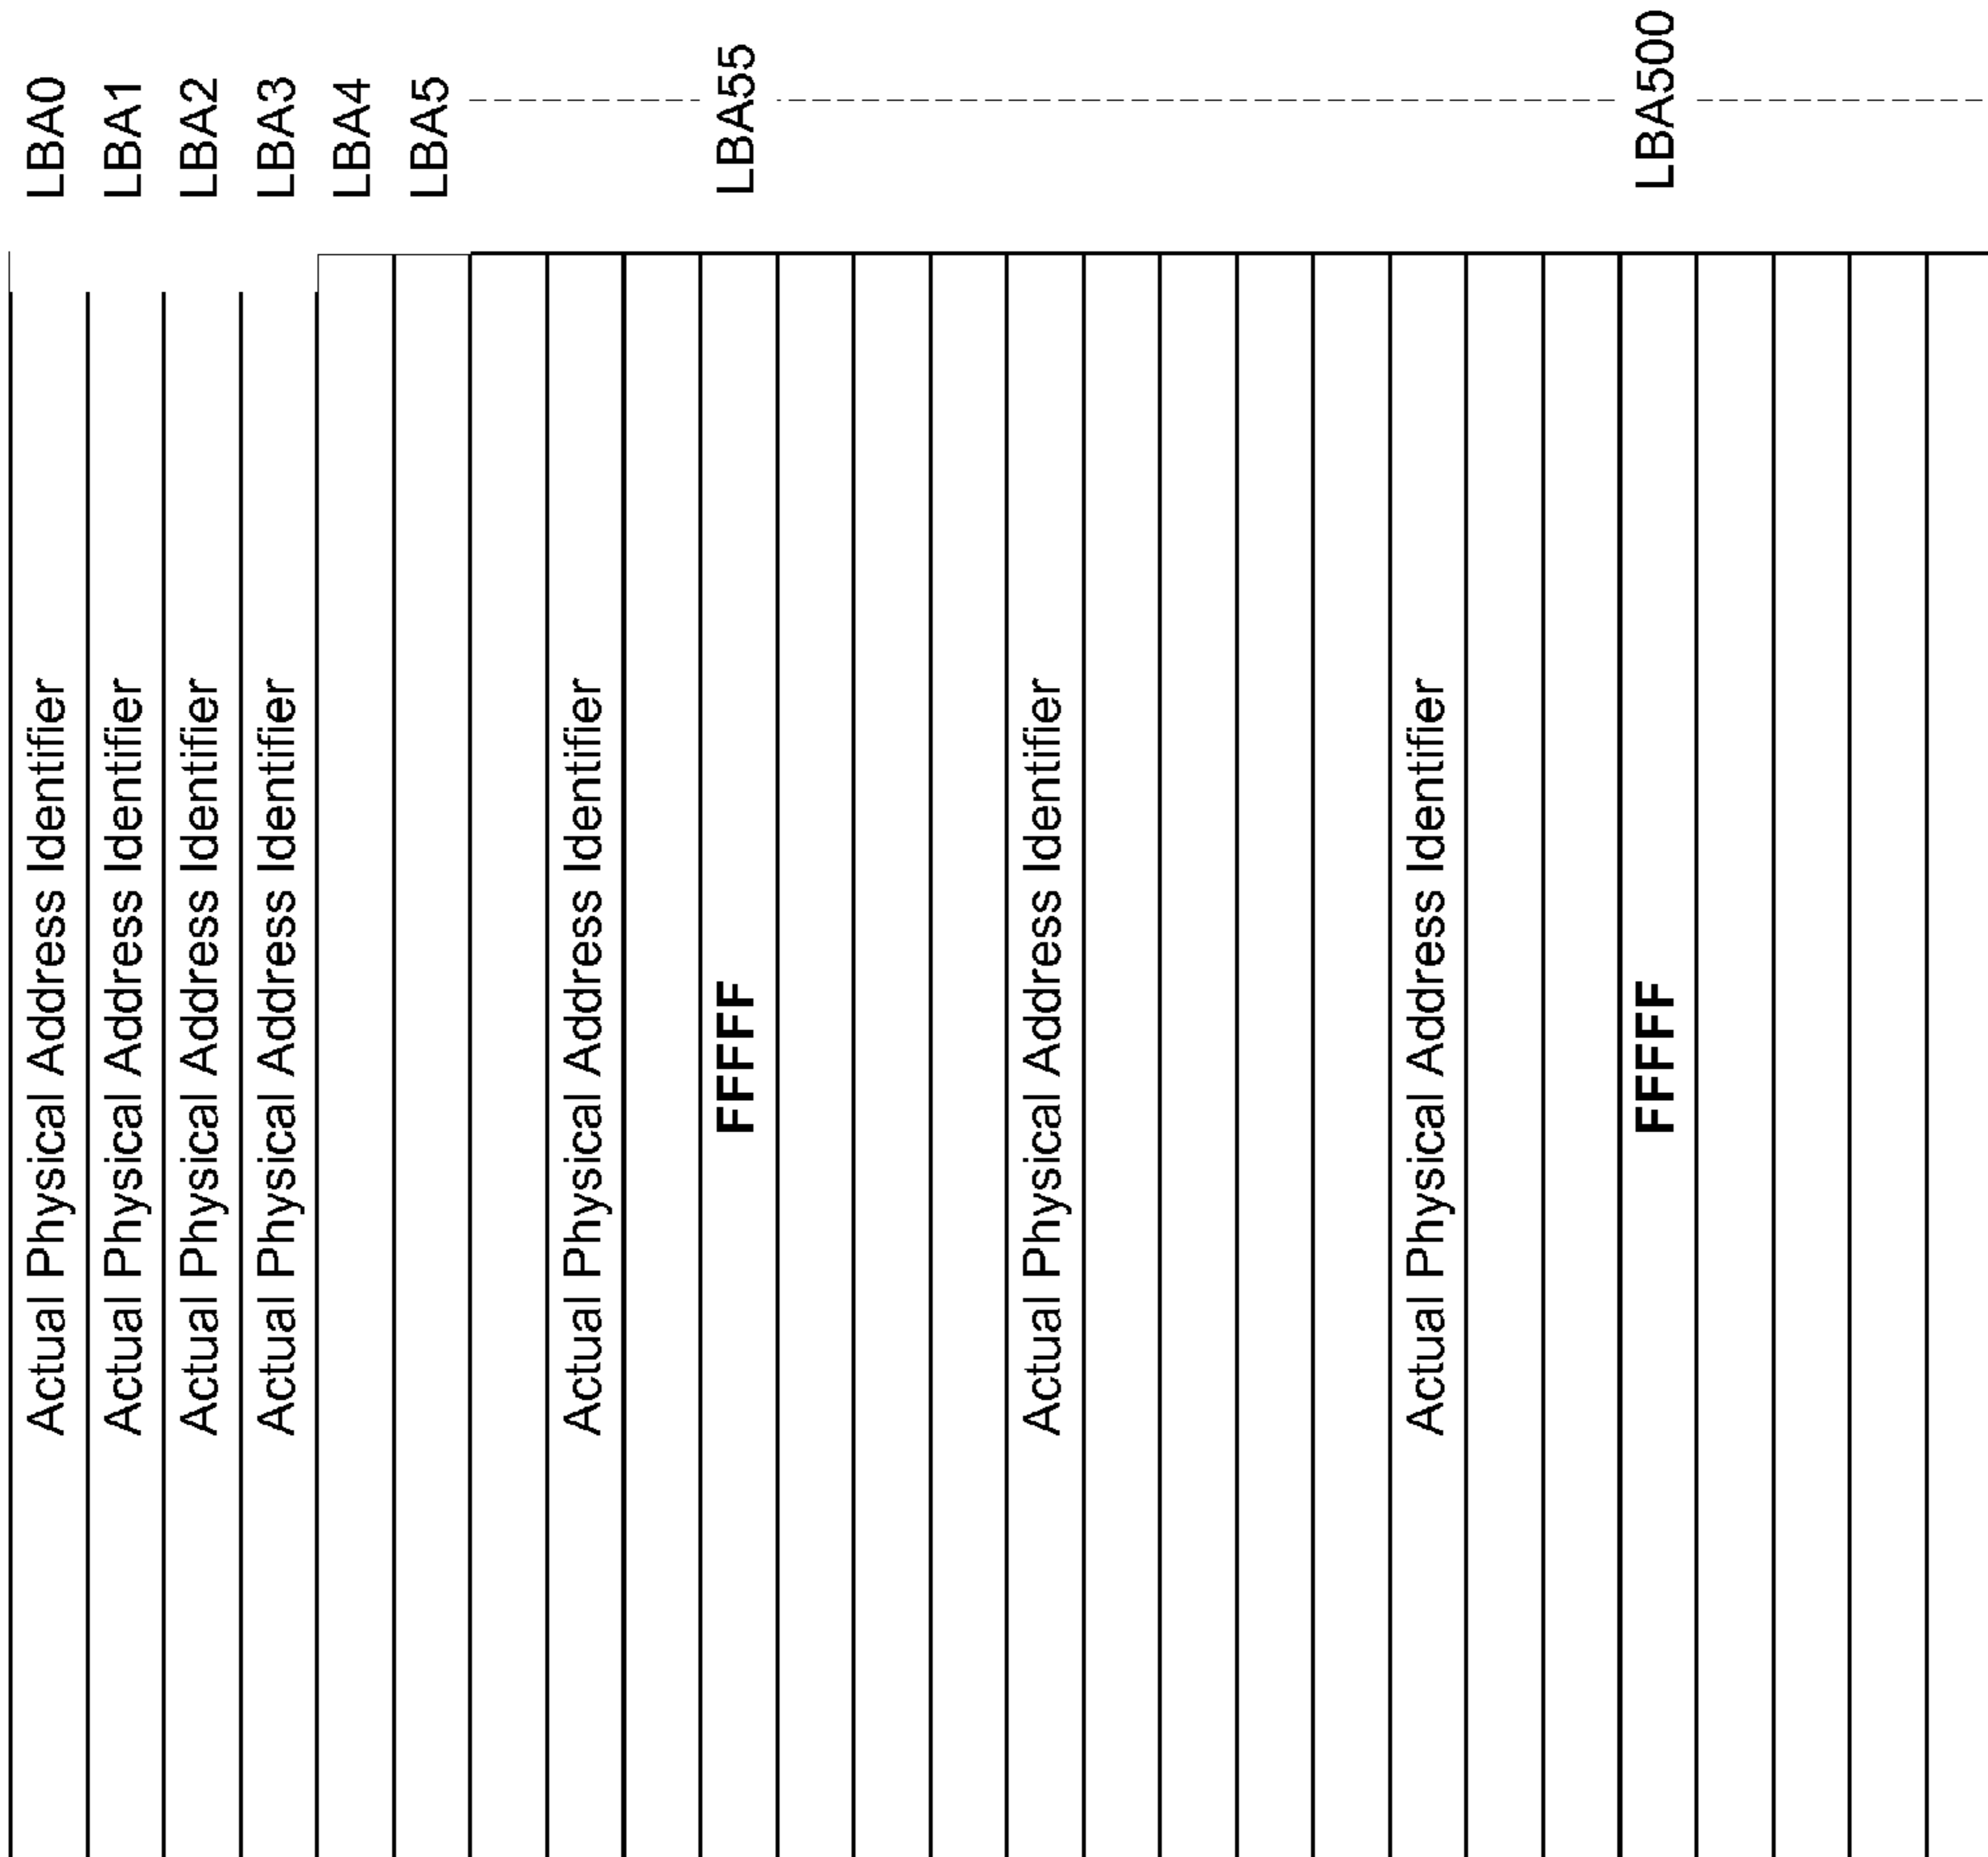 LBA0
Actual Physical Address Identifier
LBA1
Actual Physical Address Identifier
LBA2
Actual Physical Address Identifier
LBA3
Actual Physical Address Identifier
LBA4
LBA5
Actual Physical Address Identifier
LBA55
FFFFF
Actual Physical Address Identifier
Actual Physical Address Identifier
LBA500
FFFFF